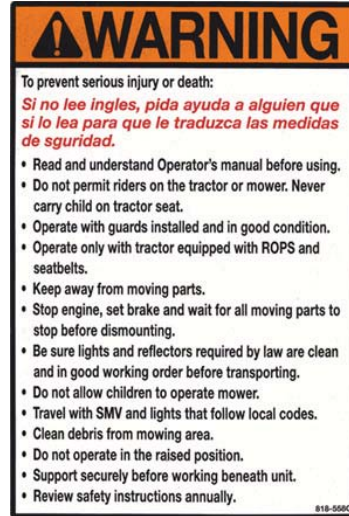 WARNING
To prevent serious injury or death:
Si no lee ingles, pida ayuda a alguien que
si lo lea para que le traduzca las medidas
de sguridad.
• Read and understand Operator's manual before using.
• Do not permit riders on the tractor or mower. Never
carry child on tractor seat.
• Operate with guards installed and in good condition.
• Operate only with tractor equipped with ROPS and
seatbelts.
• Keep away from moving parts.
• Stop engine, set brake and wait for all moving parts to
stop before dismounting.
• Be sure lights and reflectors required by law are clean
and in good working order before transporting.
• Do not allow children to operate mower.
• Travel with SMV and lights that follow local codes.
• Clean debris from mowing area.
• Do not operate in the raised position.
• Support securely before working beneath unit.
• Review safety instructions annually.
818-558C